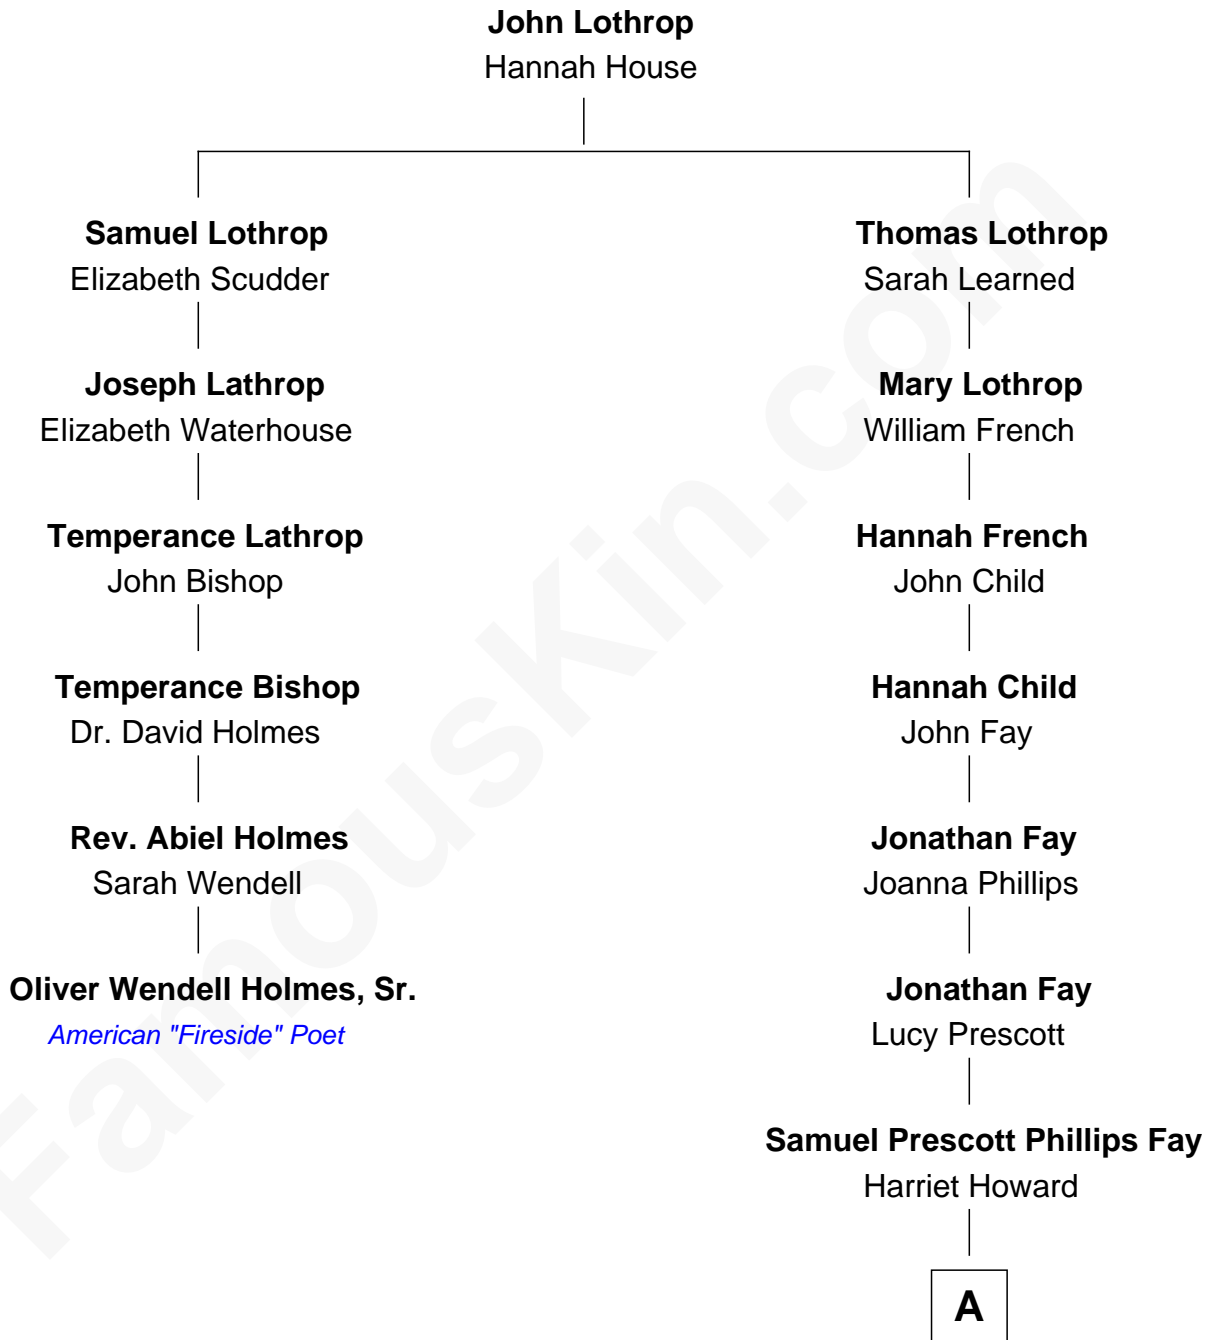 John Lothrop
Hannah House
Samuel Lothrop
Elizabeth Scudder
Joseph Lathrop
Elizabeth Waterhouse
Temperance Lathrop
John Bishop
Temperance Bishop
Dr. David Holmes
Rev. Abiel Holmes
Sarah Wendell
Oliver Wendell Holmes, Sr.
American "Fireside" Poet
Thomas Lothrop
Sarah Learned
Mary Lothrop
William French
Hannah French
John Child
Hannah Child
John Fay
Jonathan Fay
Joanna Phillips
Jonathan Fay
Lucy Prescott
Samuel Prescott Phillips Fay
Harriet Howard
A
FamousKin.com